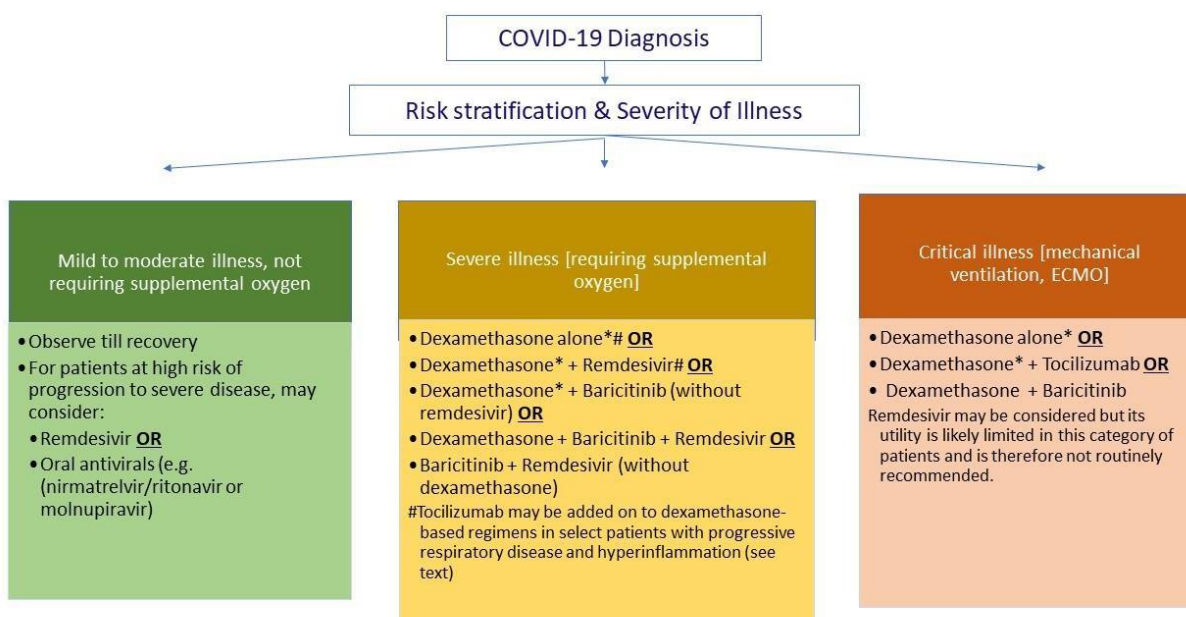 COVID-19 Diagnosis
Risk stratification & Severity of Illness
Mild to moderate illness, not
requiring supplemental oxygen
•Observe till recovery
•For patients at high risk of
progression to severe disease, may
consider:
•Remdesivir OR
•Oral antivirals (e.g.
(nirmatrelvir/ritonavir or
molnupiravir)
Severe illness [requiring supplemental
oxygen]
•Dexamethasone alone*# OR
•Dexamethasone* + Remdesivir# OR
•Dexamethasone* + Baricitinib (without
remdesivir) OR
•Dexamethasone + Baricitinib + Remdesivir OR
•Baricitinib + Remdesivir (without
dexamethasone)
#Tocilizumab may be added on to dexamethasone-
based regimens in select patients with progressive
respiratory disease and hyperinflammation (see
text)
Critical illness [mechanical
ventilation, ECMO]
•Dexamethasone alone* OR
•Dexamethasone* + Tocilizumab OR
• Dexamethasone + Baricitinib
Remdesivir may be considered but its
utility is likely limited in this category of
patients and is therefore not routinely
recommended.